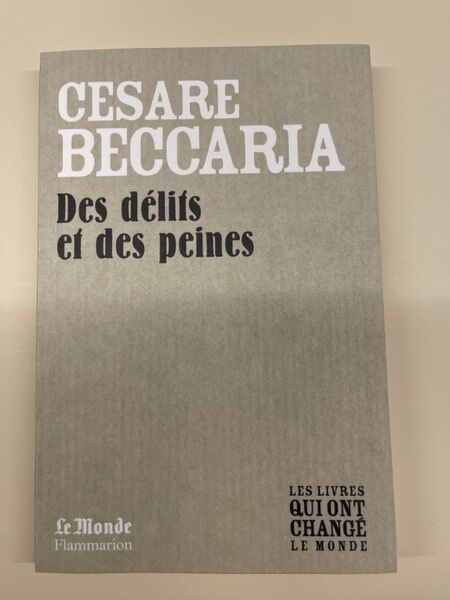 CESARE
BECCARIA
Des délits
et des peines
Le Monde
Flammarion
LES LIVRES
QUI ONT
CHANGÉ
LE MONDE